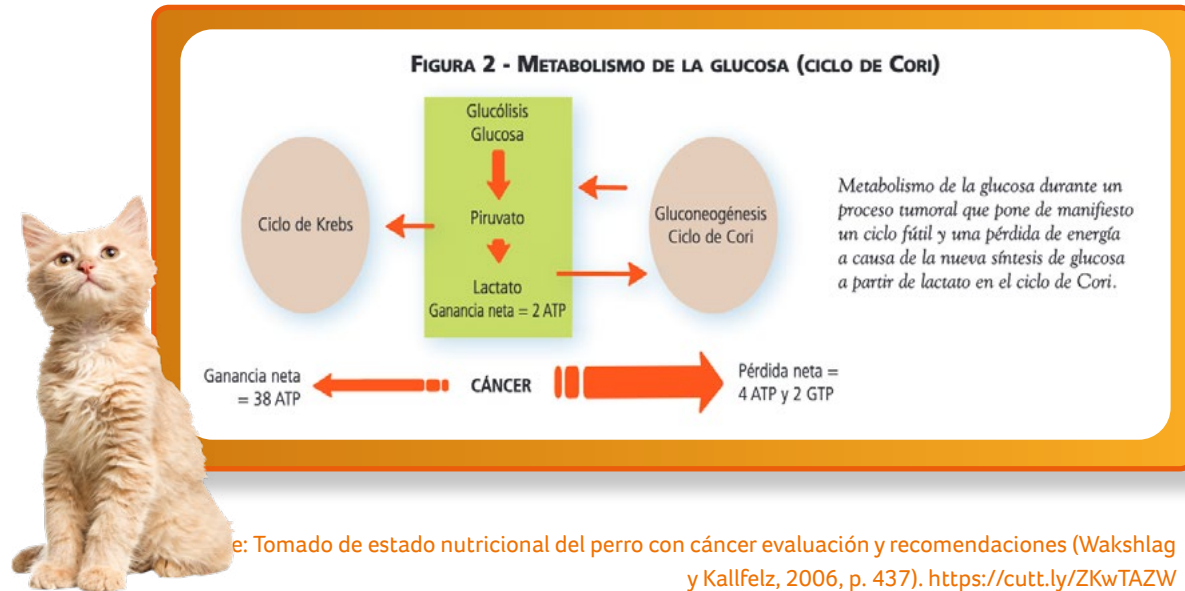 FIGURA 2 - METABOLISMO DE LA GLUCOSA (CICLO DE CORI)
Glucólisis
Glucosa
Ciclo de Krebs
Piruvato
Gluconeogénesis
Ciclo de Cori
Lactato
Ganancia neta = 2 ATP
Metabolismo de la glucosa durante un
proceso tumoral que pone de manifiesto
un ciclo fútil y una pérdida de energía
a causa de la nueva síntesis de glucosa
a partir de lactato en el ciclo de Cori.
Ganancia neta
= 38 ATP
CÁNCER
Pérdida neta =
4 ATP y 2 GTP
e: Tomado de estado nutricional del perro con cáncer evaluación y recomendaciones (Wakshlag
y Kallfelz, 2006, p. 437). https://cutt.ly/ZKwTAZW